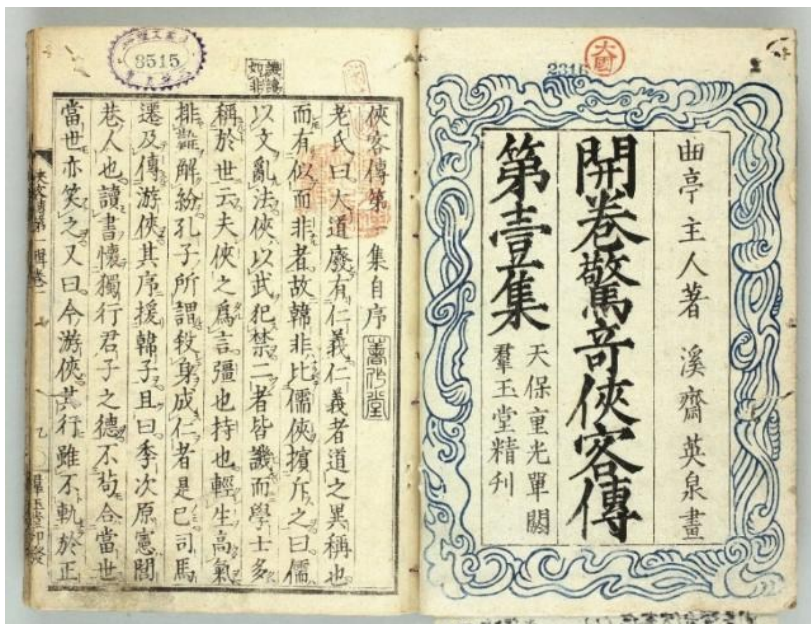 曲亭主人著 溪齋英泉畫
開卷驚奇俠客傳
第壹集
天保重光單閼
羣玉堂精刊
2316
大國
8515
俠客傳第一集自序
老氏曰大道廢有仁義仁義者道之異稱也
而有似而非者故韓非比儒俠擯斥之曰儒
以文亂法俠以武犯禁二者皆譏而學士多
稱於世云夫俠之爲言彊也持也輕生高氣
排難解紛孔子所謂殺身成仁者是已司馬
遷及傳游俠其序援韓子且曰季次原憲閭
巷人也讀書懷獨行君子之德不苟合當世
當世亦笑之又曰今游俠其行雖不軌於正